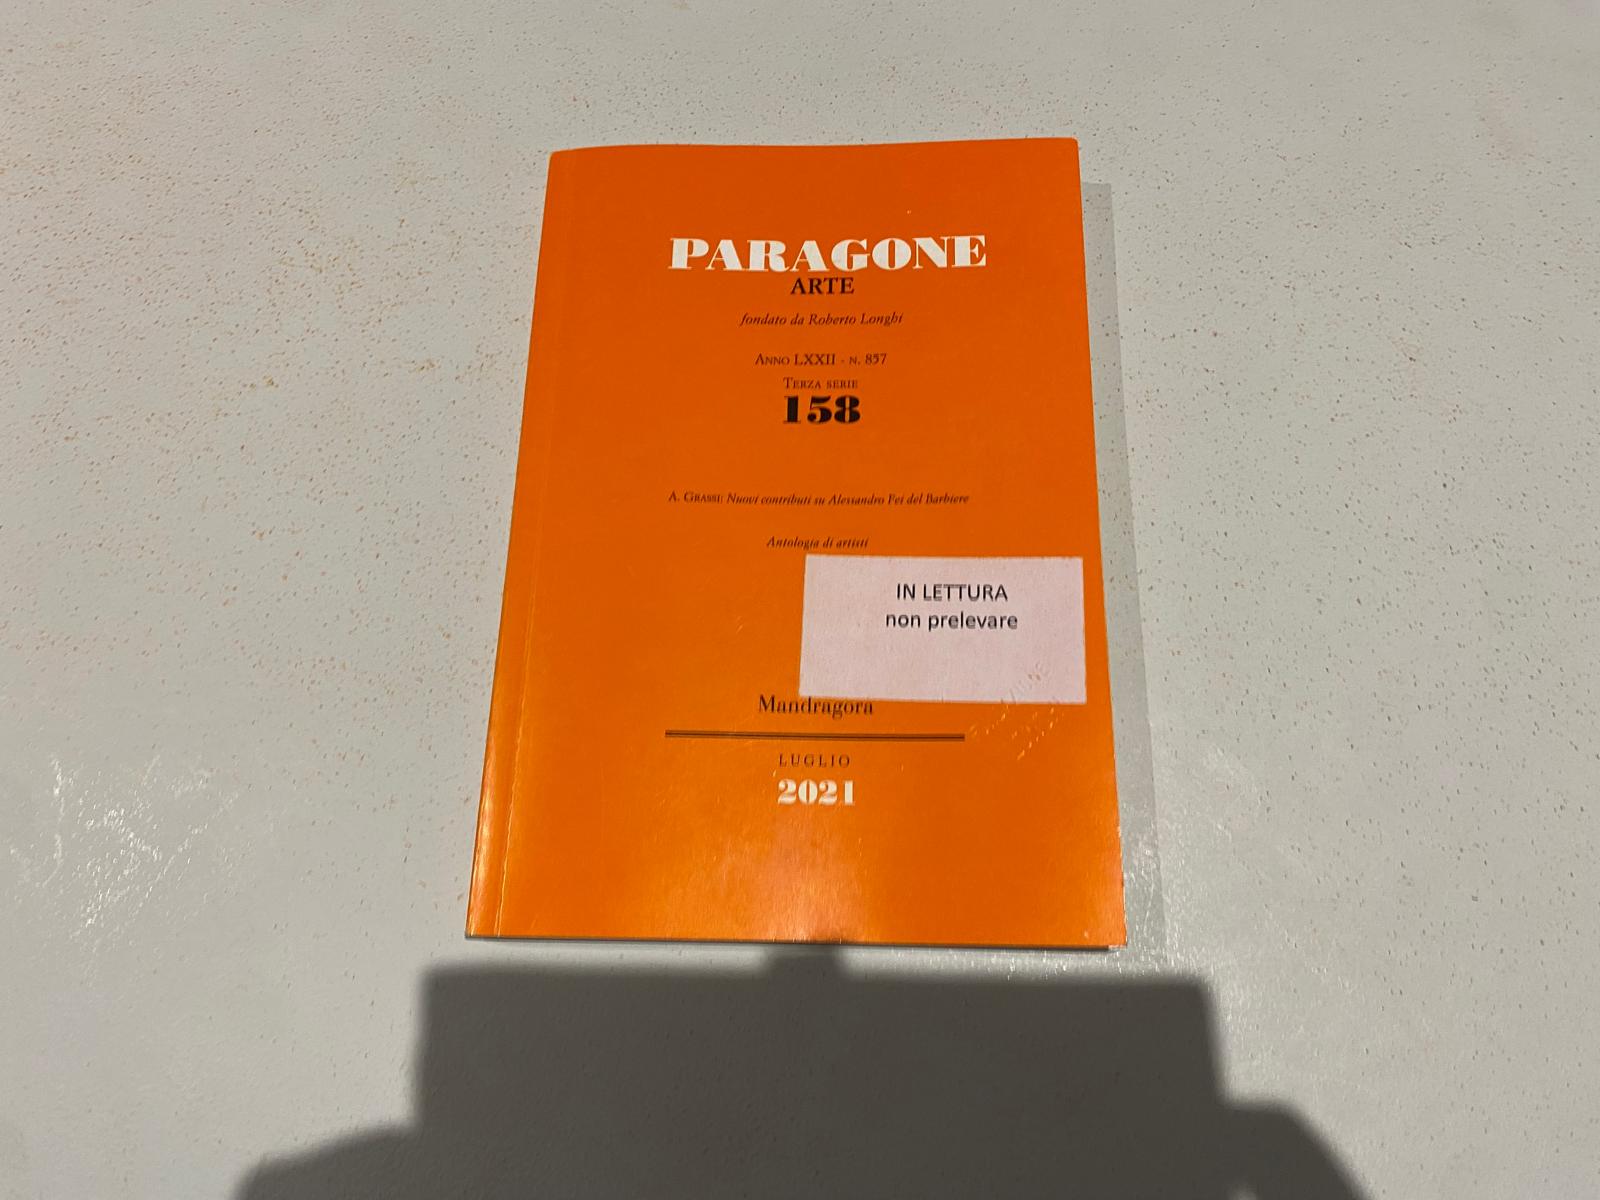 PARAGONE
ARTE
fondato da Roberto Longhi
Anno LXXII - n. 857
Terza serie
158
A. Grassi: Nuovi contributi su Alessandro Fei del Barbiere
Antologia di artisti
IN LETTURA
non prelevare
Mandragora
LUGLIO
2021